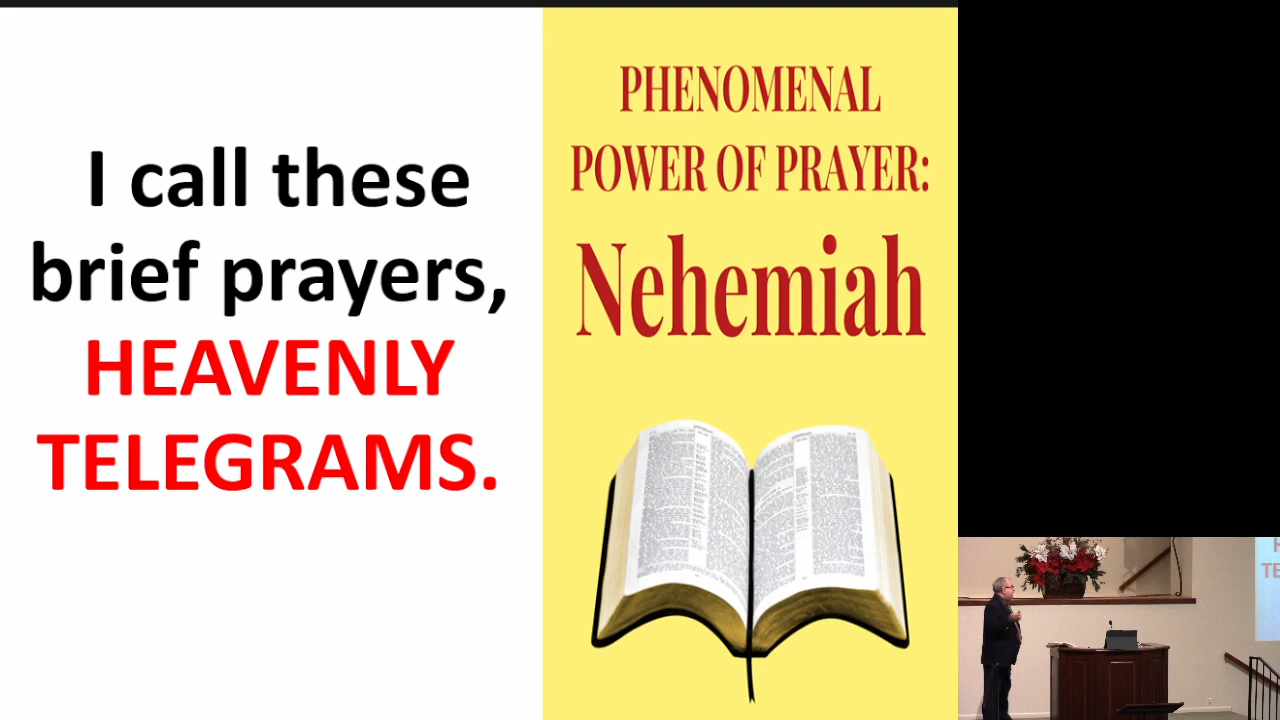 I call these
brief prayers,
HEAVENLY
TELEGRAMS.
PHENOMENAL
POWER OF PRAYER:
Nehemiah